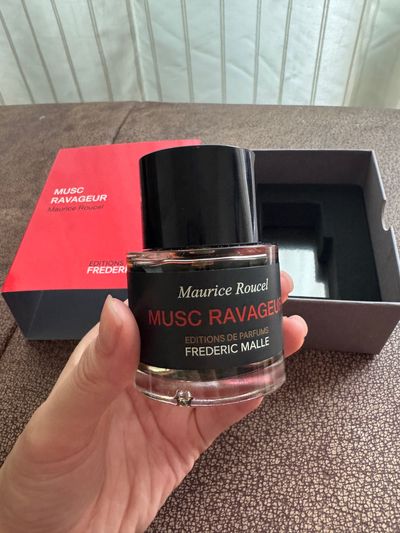 MUSC
RAVAGEUR
Maurice Roucel
EDITIONS
FREDERIC
Maurice Roucel
MUSC RAVAGEUR
EDITIONS DE PARFUMS
FREDERIC MALLE